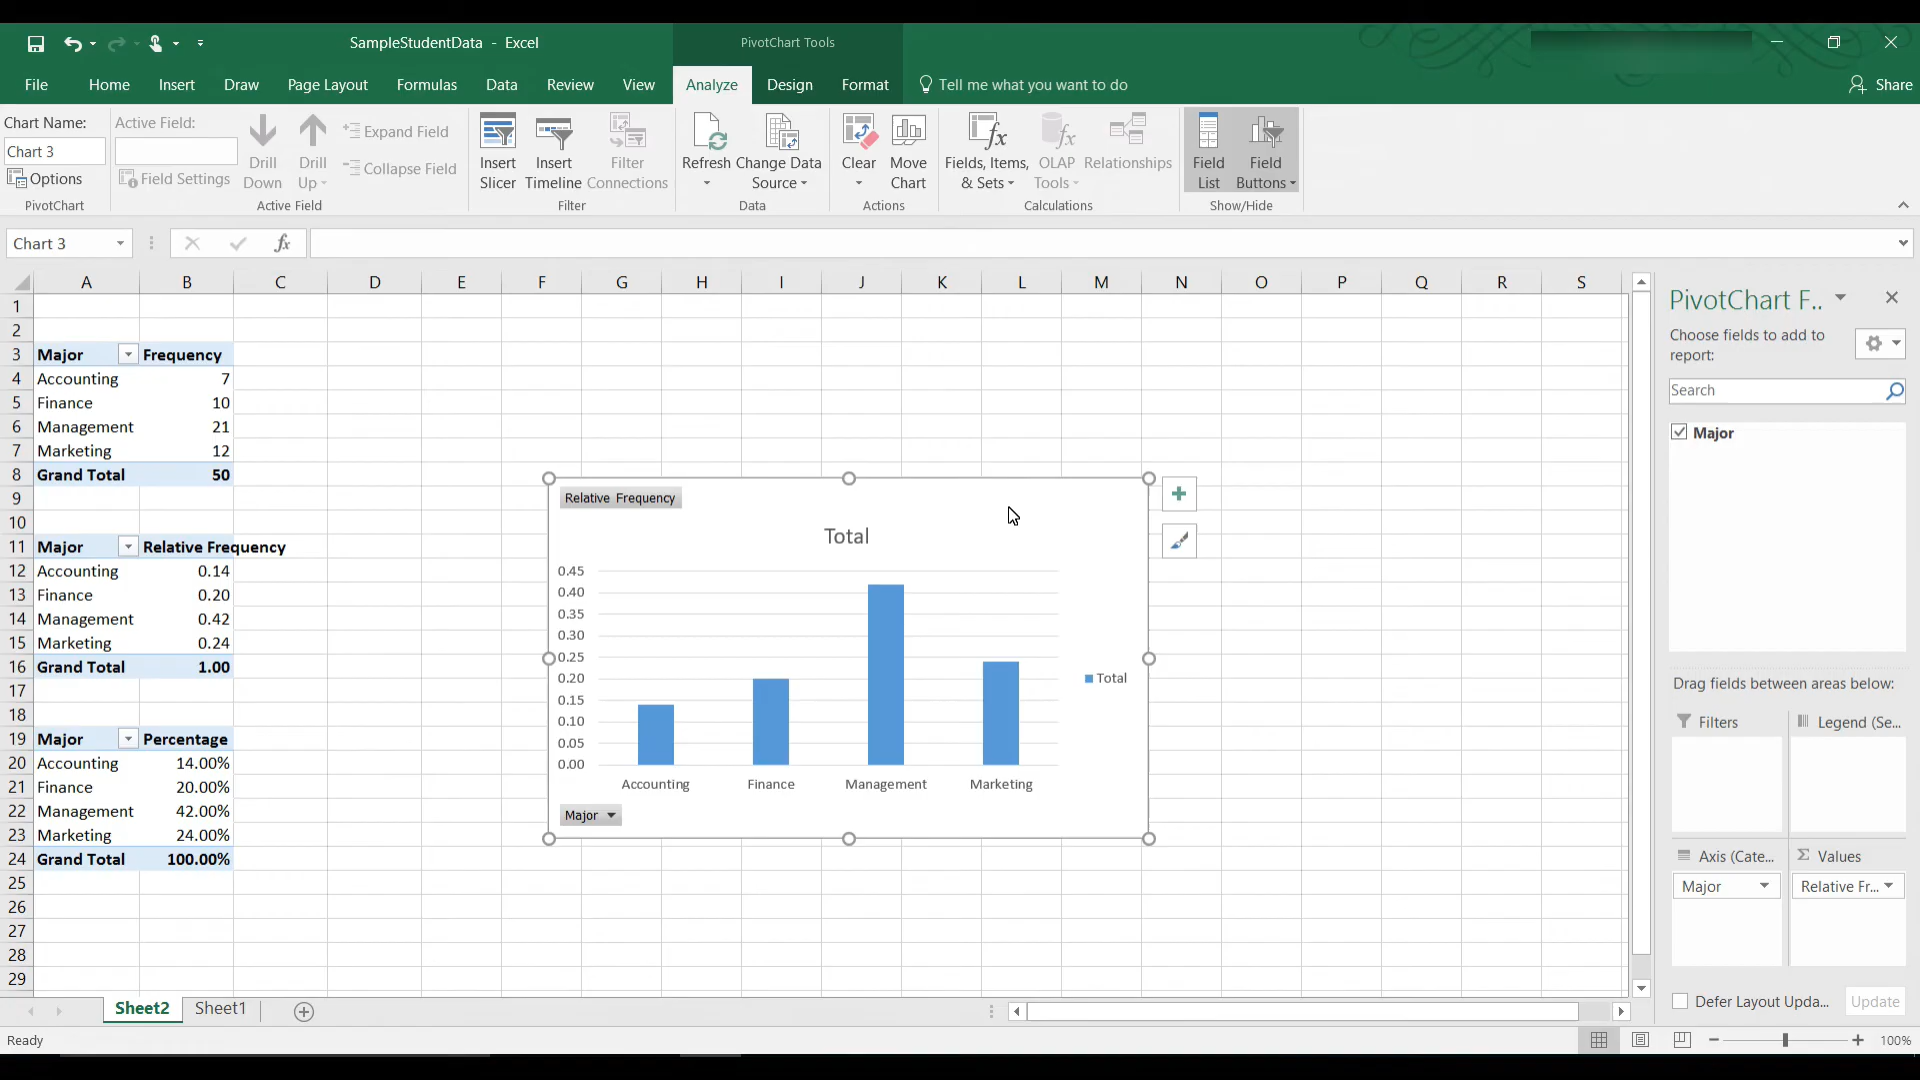 SampleStudentData - Excel
PivotChart Tools
File Home Insert Draw Page Layout Formulas Data Review View Analyze Design Format Tell me what you want to do Share
Chart Name:
Chart 3
Options
PivotChart
Active Field:
Field Settings
Drill Down
Drill Up
Expand Field
Collapse Field
Active Field
Insert Slicer
Insert Timeline
Filter Connections
Filter
Refresh
Change Data Source
Data
Clear
Move Chart
Actions
Fields, Items, & Sets
OLAP Tools
Relationships
Calculations
Field List
Field Buttons
Show/Hide
Chart 3
fx
A B C D E F G H I J K L M N O P Q R S
1
2
3 Major Frequency
4 Accounting 7
5 Finance 10
6 Management 21
7 Marketing 12
8 Grand Total 50
9
10
11 Major Relative Frequency
12 Accounting 0.14
13 Finance 0.20
14 Management 0.42
15 Marketing 0.24
16 Grand Total 1.00
17
18
19 Major Percentage
20 Accounting 14.00%
21 Finance 20.00%
22 Management 42.00%
23 Marketing 24.00%
24 Grand Total 100.00%
25
26
27
28
29
Relative Frequency
Total
0.45
0.40
0.35
0.30
0.25
0.20
0.15
0.10
0.05
0.00
Accounting Finance Management Marketing
Total
Major
PivotChart F..
Choose fields to add to
report:
Search
Major
Drag fields between areas below:
Filters
Legend (Se...
Axis (Cate...
Major
Σ Values
Relative Fr...
Defer Layout Upda...
Update
Sheet2 Sheet1
Ready
100%